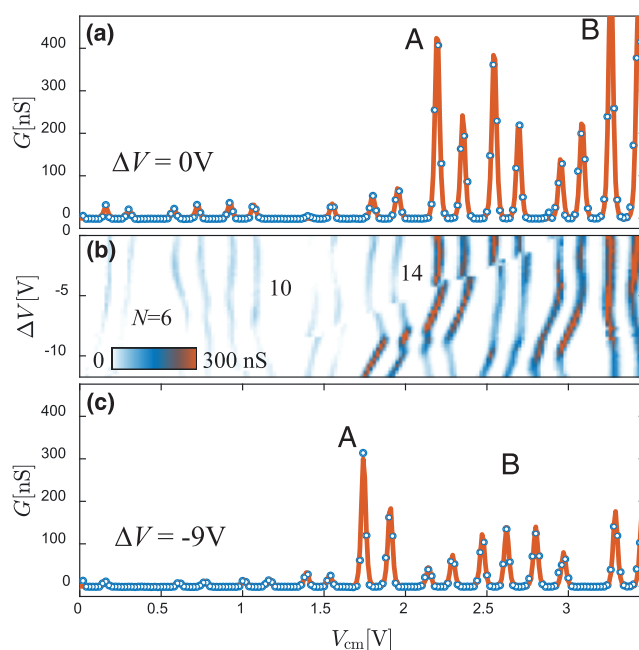 (a)
A
B
400
300
200
100
0
G[nS]
ΔV = 0V
(b)
10
14
-5
-10
ΔV[V]
N=6
0
300 nS
(c)
A
B
400
300
200
100
0
G[nS]
ΔV = -9V
0
0.5
1
1.5
2
2.5
3
Vcm[V]